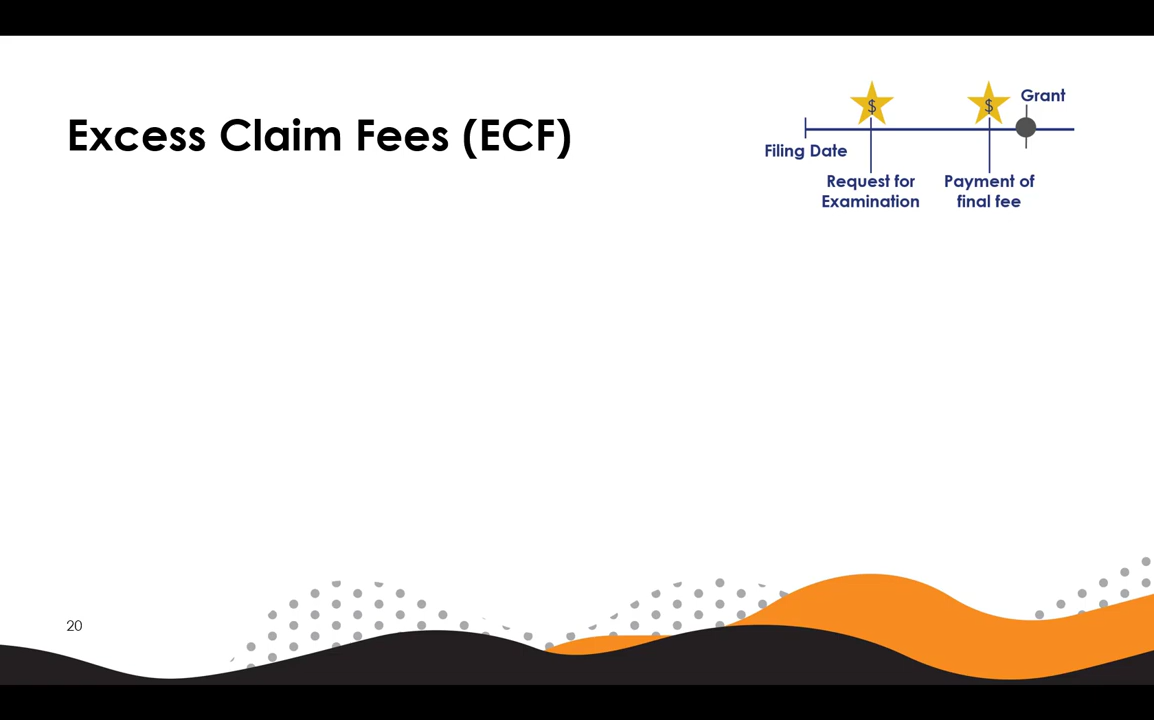 Excess Claim Fees (ECF)
$
$
Grant
Filing Date
Request for
Examination
Payment of
final fee
20